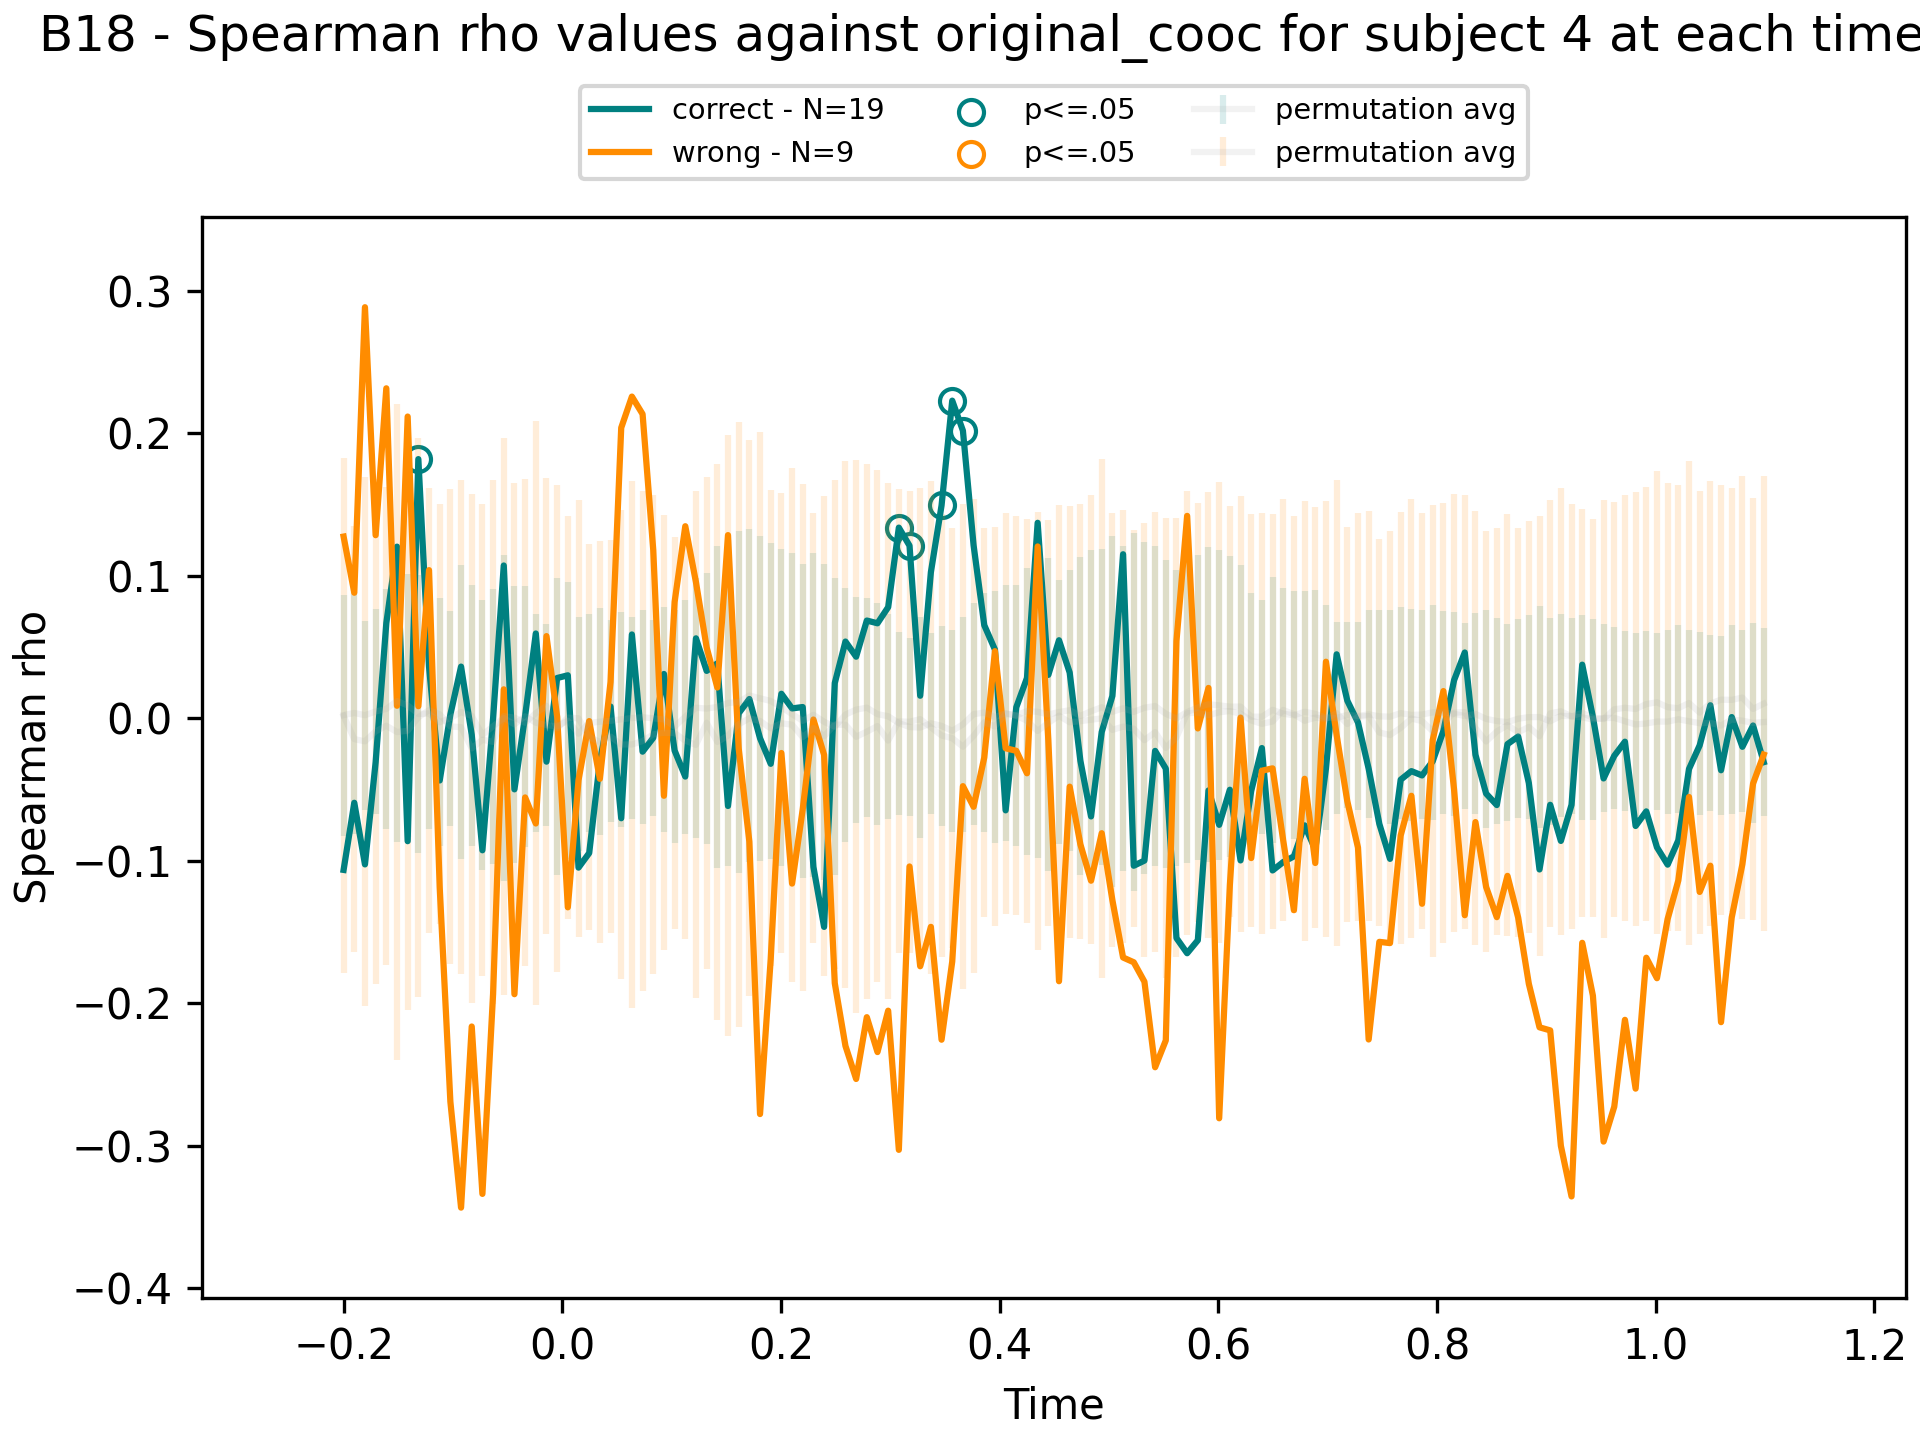 B18 - Spearman rho values against original_cooc for subject 4 at each time
correct - N=19
wrong - N=9
p<=.05
p<=.05
permutation avg
permutation avg
0.3
0.2
0.1
0.0
−0.1
−0.2
−0.3
−0.4
Spearman rho
−0.2
0.0
0.2
0.4
0.6
0.8
1.0
1.2
Time